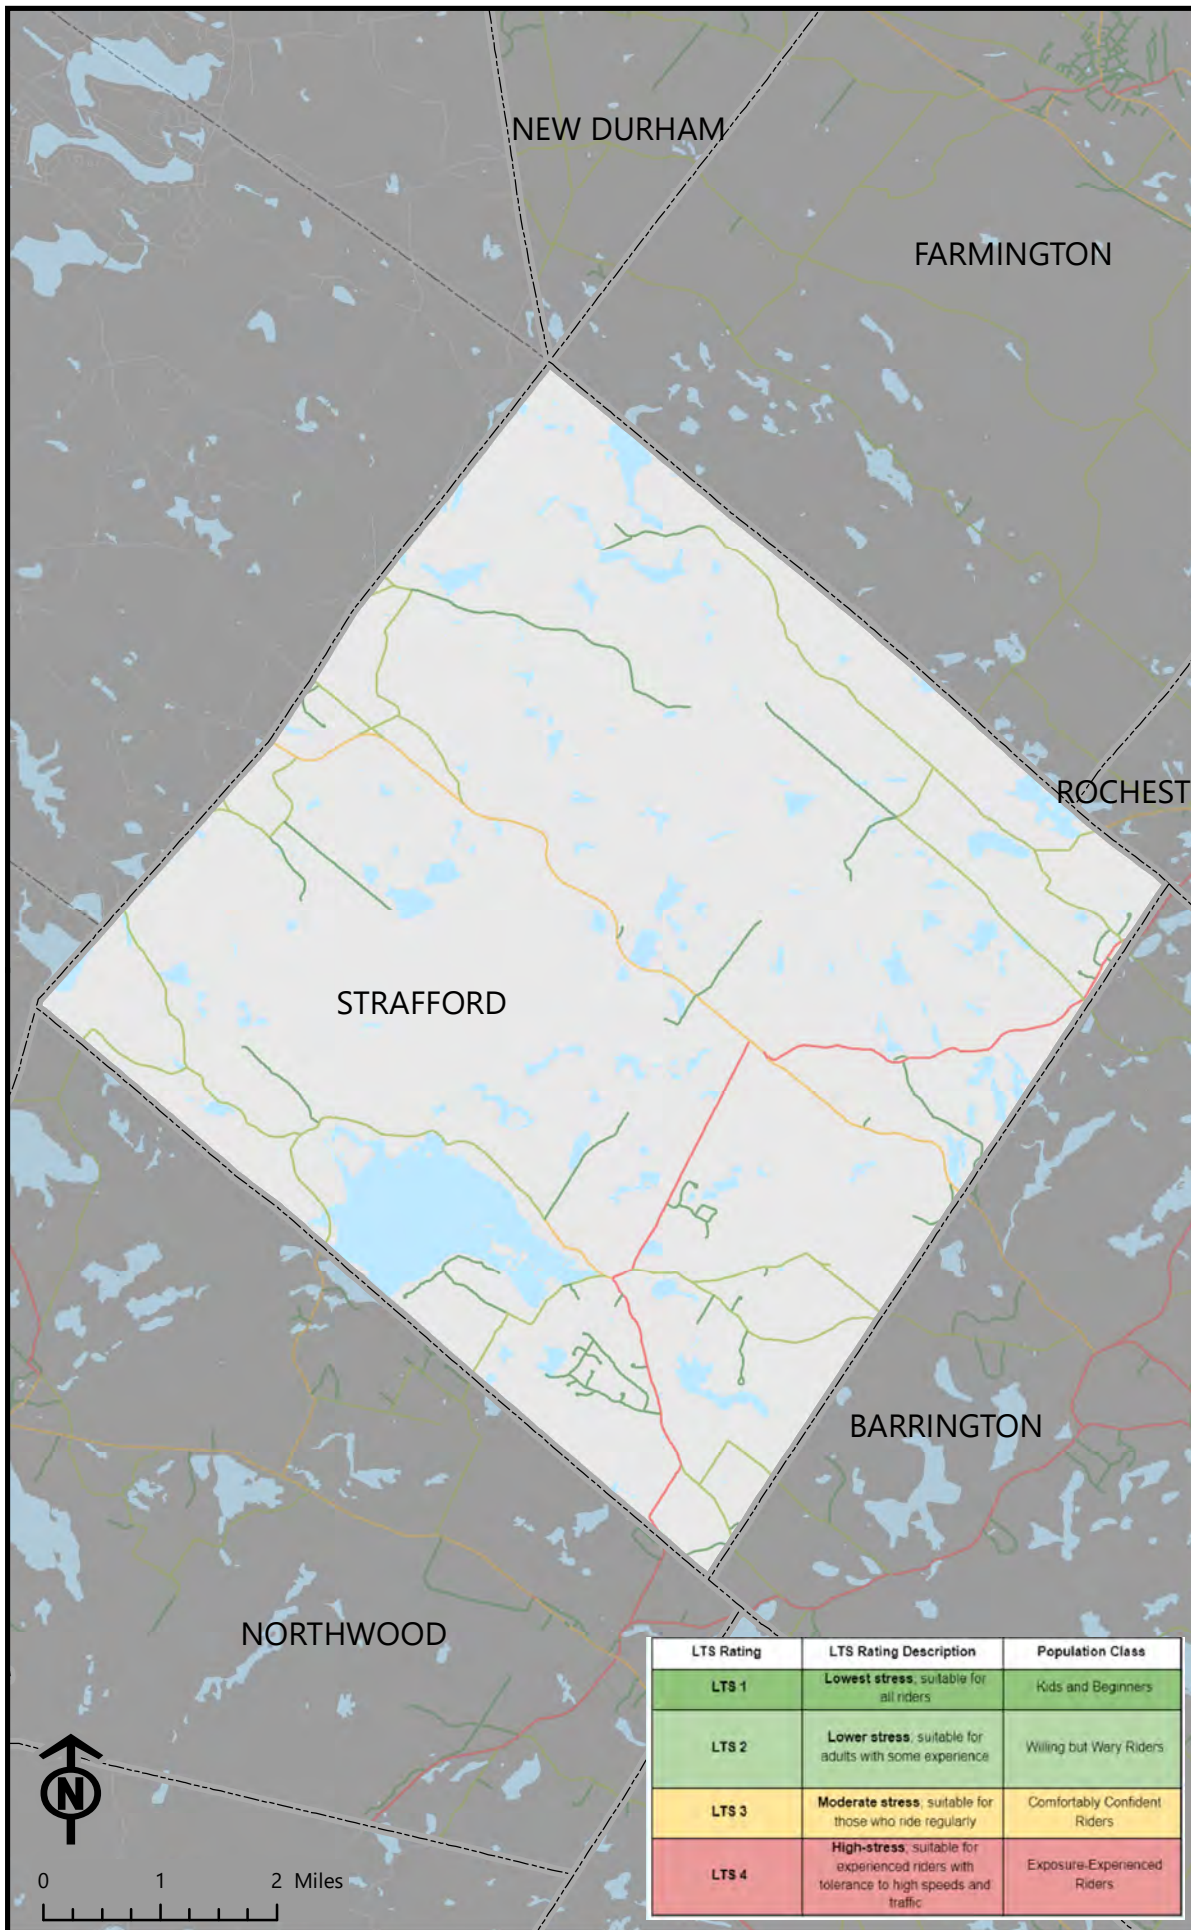 NEW DURHAM
FARMINGTON
ROCHEST
STRAFFORD
BARRINGTON
NORTHWOOD
N
0 1 2 Miles
LTS Rating LTS Rating Description Population Class
LTS 1 Lowest stress; suitable for all riders Kids and Beginners
LTS 2 Lower stress; suitable for adults with some experience Willing but Wary Riders
LTS 3 Moderate stress; suitable for those who ride regularly Comfortably Confident Riders
LTS 4 High-stress; suitable for experienced riders with tolerance to high speeds and traffic Exposure-Experienced Riders